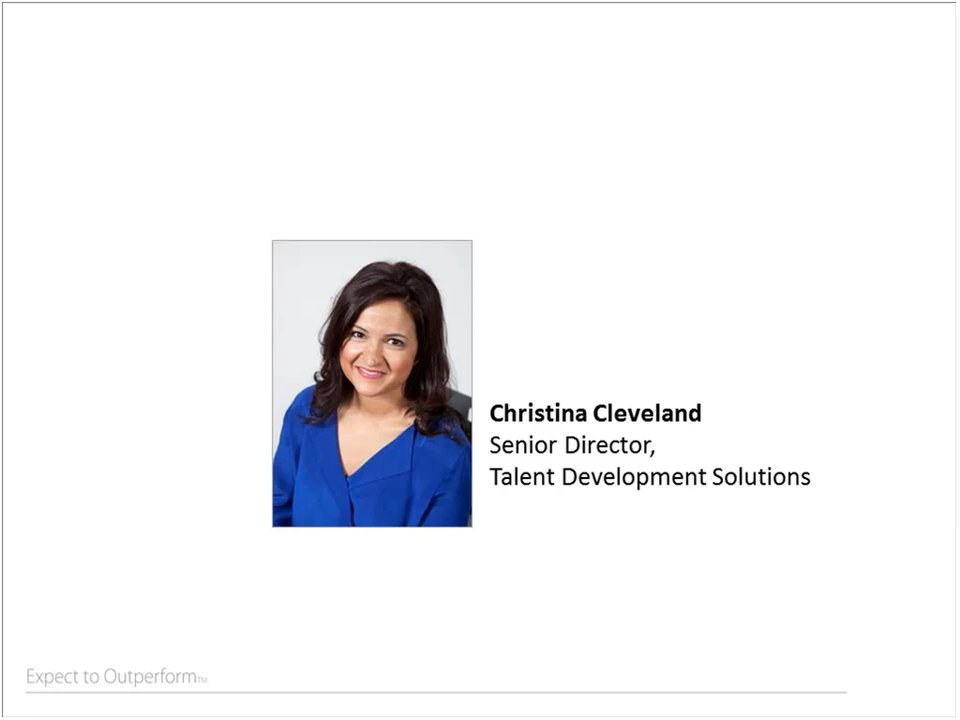 Christina Cleveland
Senior Director,
Talent Development Solutions
Expect to Outperform™